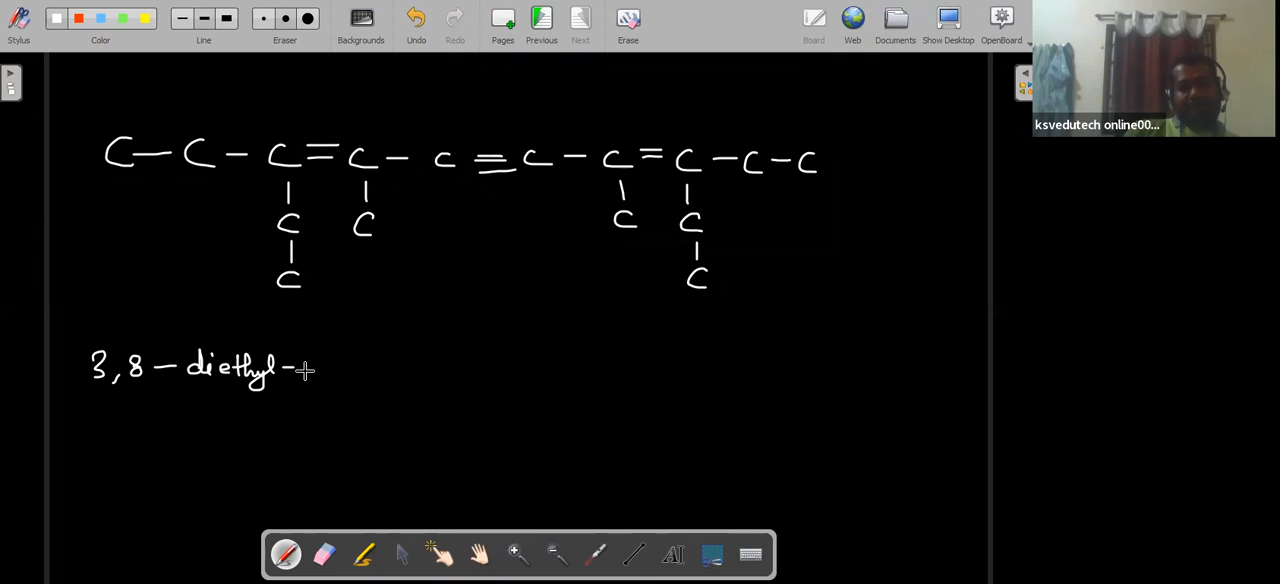 Stylus Color Line Eraser Backgrounds Undo Redo Pages Previous Next Erase Board Web Documents Show Desktop OpenBoard
ksvedutech online00...
C — C — C = C — C ≡ C — C = C — C — C
C C C C
C C
3, 8 — diethyl —
AI